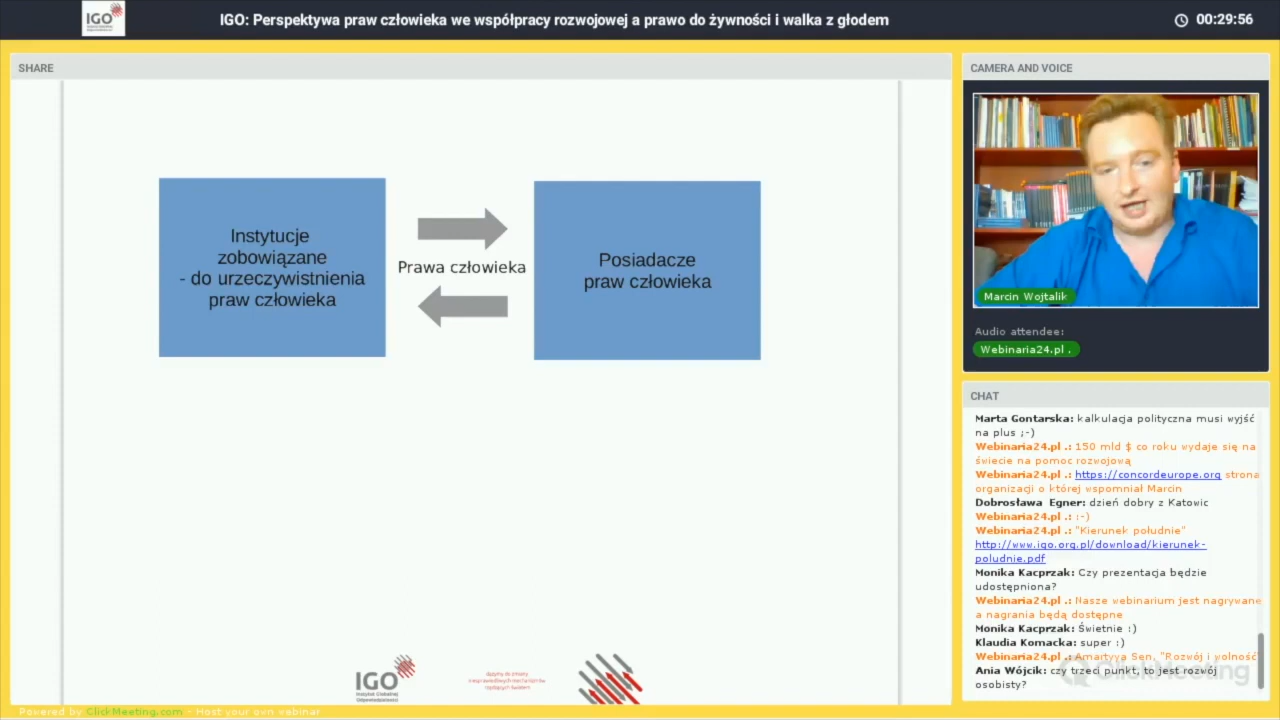 IGO: Perspektywa praw człowieka we współpracy rozwojowej a prawo do żywności i walka z głodem
00:29:56
IGO
SHARE
Instytucje
zobowiązane
- do urzeczywistnienia
praw człowieka
Prawa człowieka
Posiadacze
praw człowieka
IGO
Instytut Globalnej
Odpowiedzialności
CAMERA AND VOICE
Marcin Wojtalik
Audio attendee:
Webinaria24.pl .
CHAT
Marta Gontarska: kalkulacja polityczna musi wyjść
na plus ;-)
Webinaria24.pl .: 150 mld $ co roku wydaje się na
świecie na pomoc rozwojową
Webinaria24.pl .: https://concordeurope.org strona
organizacji o której wspomniał Marcin
Dobrosława Egner: dzień dobry z Katowic
Webinaria24.pl .: :-)
Webinaria24.pl .: "Kierunek południe"
http://www.igo.org.pl/download/kierunek-
poludnie.pdf
Monika Kacprzak: Czy prezentacja będzie
udostępniona?
Webinaria24.pl .: Nasze webinarium jest nagrywane
a nagrania będą dostępne
Monika Kacprzak: Świetnie :)
Klaudia Komacka: super :)
Webinaria24.pl .: Amartya Sen, "Rozwój i wolność"
Ania Wójcik: czy trzeci punkt, to jest rozwój
osobisty?
ClickMeeting
Powered by ClickMeeting.com - Host your own webinar